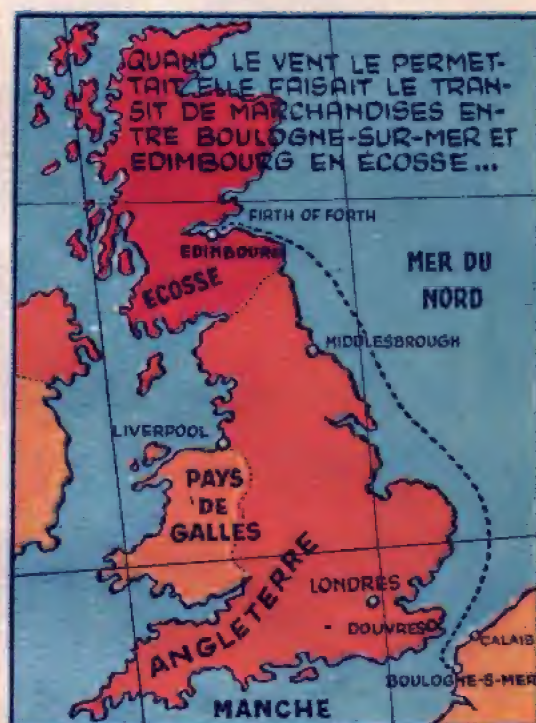 QUAND LE VENT LE PERMET-
TAIT, ELLE FAISAIT LE TRAN-
SIT DE MARCHANDISES EN-
TRE BOULOGNE-SUR-MER ET
EDIMBOURG EN ÉCOSSE...
FIRTH OF FORTH
EDIMBOURG
ECOSSE
MER DU
NORD
MIDDLESBROUGH
LIVERPOOL
PAYS
DE
GALLES
ANGLETERRE
LONDRES
DOUVRES
CALAIS
BOULOGNE-S-MER
MANCHE